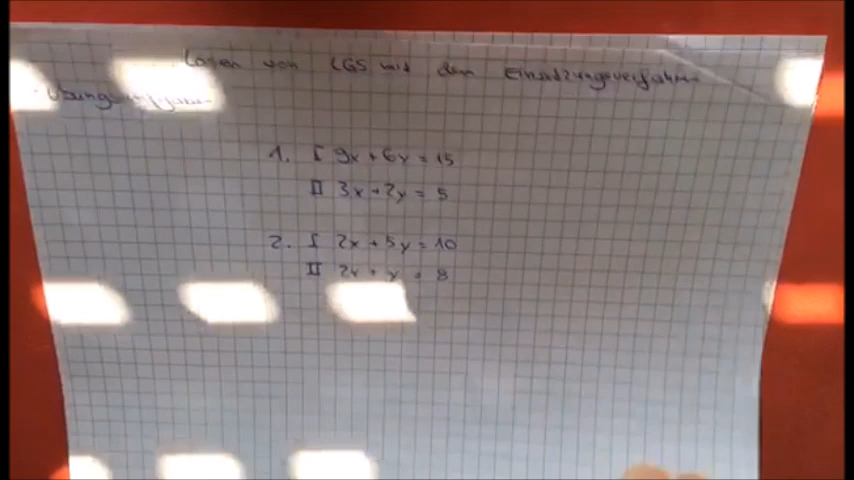 Lösen von LGS mit dem Einsetzungsverfahren
Übungsaufgaben
1. I 9x + 6y = 15
II 3x + 2y = 5
2. I 2x + 5y = 10
II 2x + y = 8